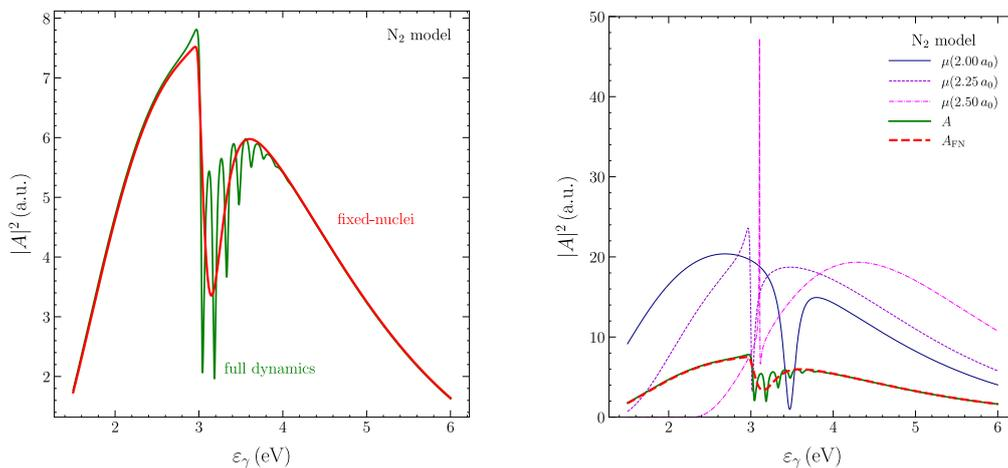 8
7
6
5
4
3
2
2 3 4 5 6
|A|² (a.u.)
ε_γ (eV)
N₂ model
fixed-nuclei
full dynamics
50
40
30
20
10
0
2 3 4 5 6
|A|² (a.u.)
ε_γ (eV)
N₂ model
μ(2.00 a₀)
μ(2.25 a₀)
μ(2.50 a₀)
A
A_FN